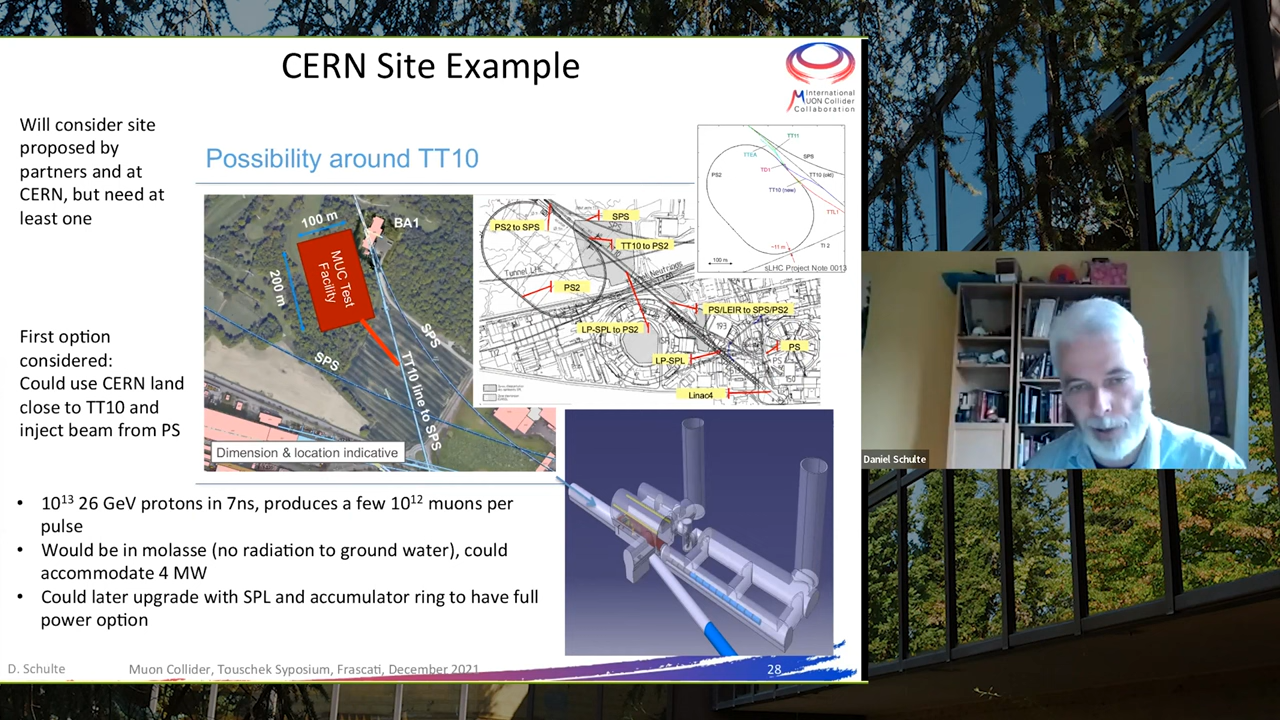 CERN Site Example
International
MUON Collider
Collaboration
Will consider site
proposed by
partners and at
CERN, but need at
least one
Possibility around TT10
100 m
BA1
200 m
MUC Test
Facility
SPS
SPS
TT10 line to SPS
Dimension & location indicative
PS2 to SPS
SPS
TT10 to PS2
Tunnel LHC
Neutrinos
PS2
PS/LEIR to SPS/PS2
LP-SPL to PS2
193
LP-SPL
PS
Linac4
TT11
TTEA
SPS
TD1
PS2
TT10 (old)
TT10 (new)
TTL1
~11 m
TI 2
100 m
sLHC Project Note 0013
First option
considered:
Could use CERN land
close to TT10 and
inject beam from PS
• 10¹³ 26 GeV protons in 7ns, produces a few 10¹² muons per
pulse
• Would be in molasse (no radiation to ground water), could
accommodate 4 MW
• Could later upgrade with SPL and accumulator ring to have full
power option
D. Schulte
Muon Collider, Touschek Syposium, Frascati, December 2021
28
Daniel Schulte